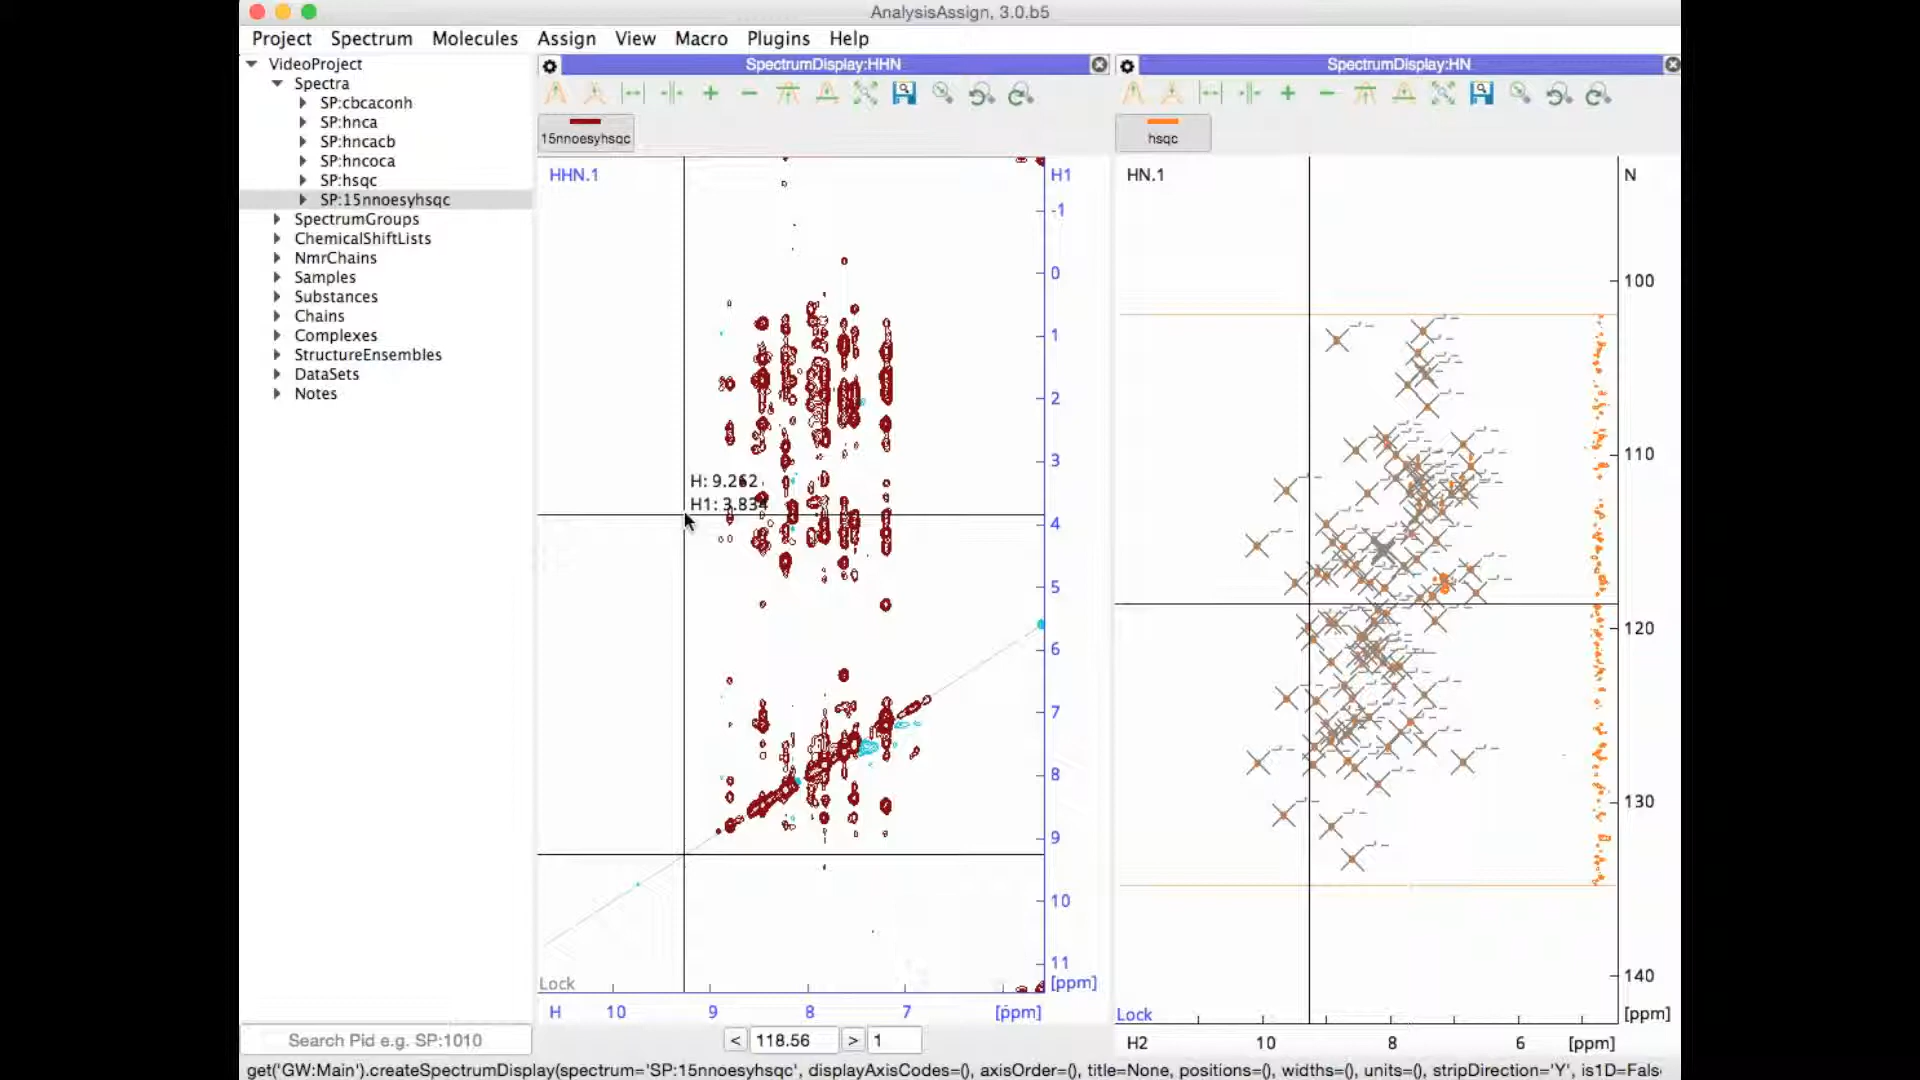 AnalysisAssign, 3.0.b5
Project Spectrum Molecules Assign View Macro Plugins Help
VideoProject
Spectra
SP:cbcaconh
SP:hnca
SP:hncacb
SP:hncoca
SP:hsqc
SP:15nnoesyhsqc
SpectrumGroups
ChemicalShiftLists
NmrChains
Samples
Substances
Chains
Complexes
StructureEnsembles
DataSets
Notes
Search Pid e.g. SP:1010
SpectrumDisplay:HHN
15nnoesyhsqc
HHN.1
H1
-1
0
1
2
3
4
5
6
7
8
9
10
11
[ppm]
H: 9.262
H1: 3.834
Lock
H 10 9 8 7 [ppm]
< 118.56 > 1
SpectrumDisplay:HN
hsqc
HN.1
N
100
110
120
130
140
[ppm]
Lock
H2 10 8 6 [ppm]
get('GW:Main').createSpectrumDisplay(spectrum='SP:15nnoesyhsqc', displayAxisCodes=(), axisOrder=(), title=None, positions=(), widths=(), units=(), stripDirection='Y', is1D=Fals